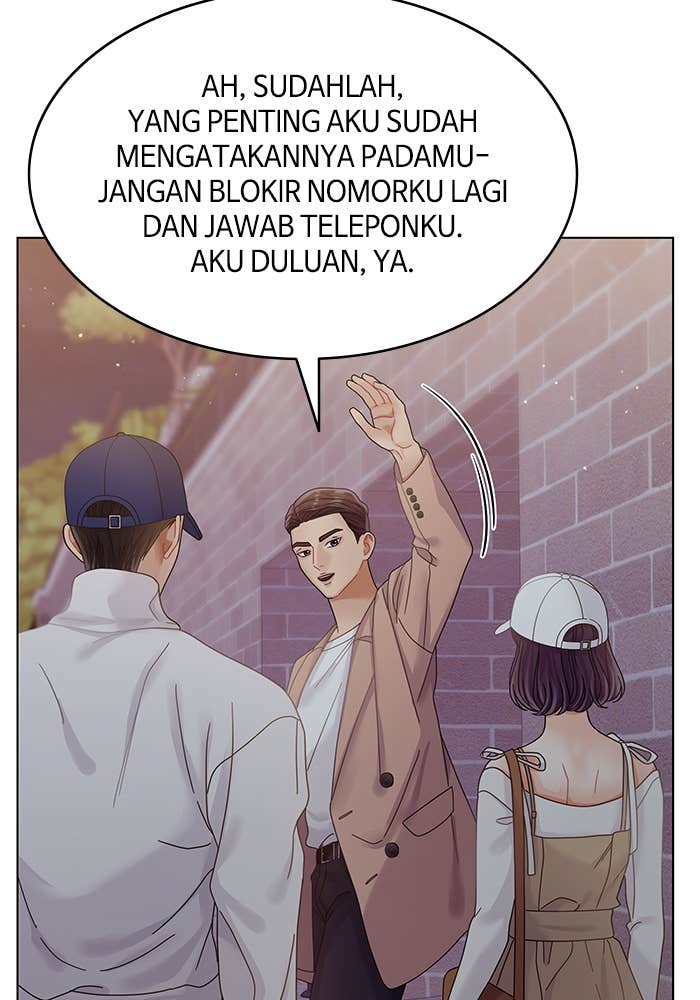 AH, SUDAHLAH,
YANG PENTING AKU SUDAH
MENGATAKANNYA PADAMU-
JANGAN BLOKIR NOMORKU LAGI
DAN JAWAB TELEPONKU.
AKU DULUAN, YA.